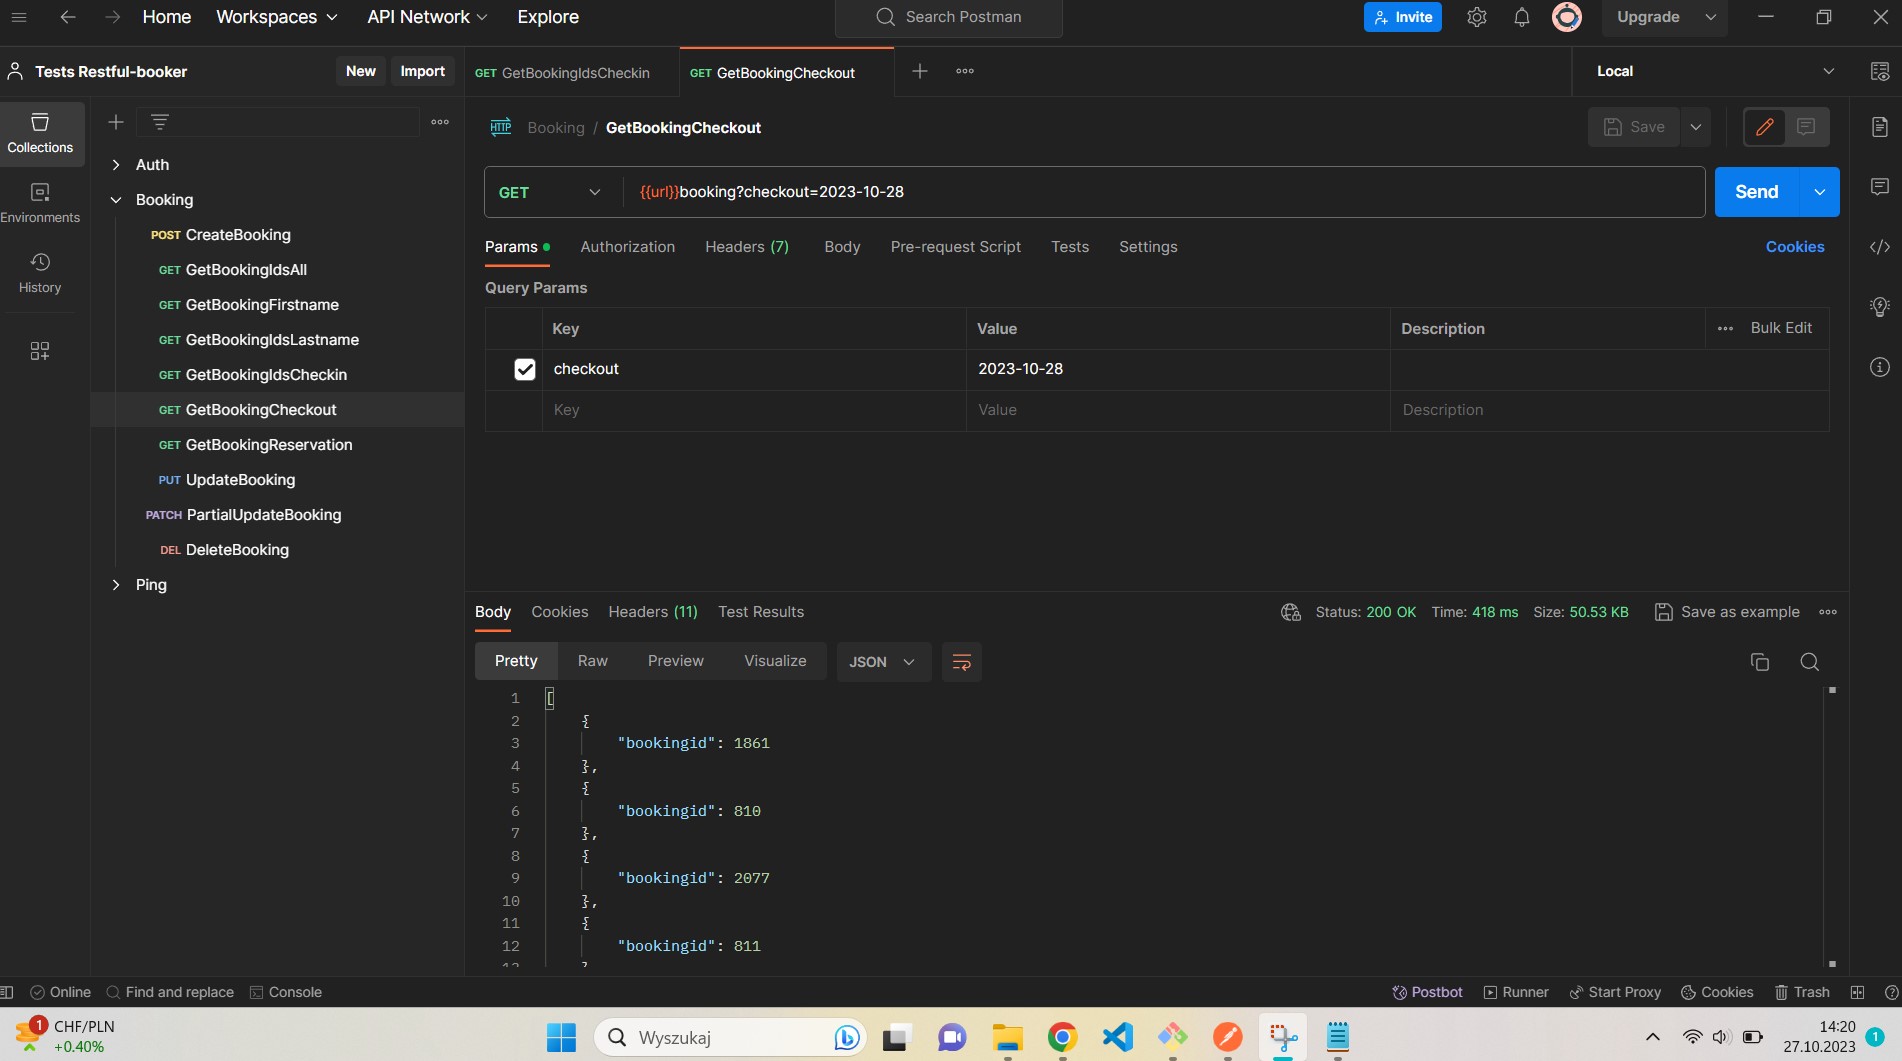 Home Workspaces API Network Explore Search Postman Invite Upgrade
Tests Restful-booker New Import GET GetBookingIdsCheckin GET GetBookingCheckout Local
Collections
Environments
History
Auth
Booking
POST CreateBooking
GET GetBookingIdsAll
GET GetBookingFirstname
GET GetBookingIdsLastname
GET GetBookingIdsCheckin
GET GetBookingCheckout
GET GetBookingReservation
PUT UpdateBooking
PATCH PartialUpdateBooking
DEL DeleteBooking
Ping
HTTP Booking / GetBookingCheckout Save
GET {{url}}booking?checkout=2023-10-28 Send
Params Authorization Headers (7) Body Pre-request Script Tests Settings Cookies
Query Params
Key Value Description Bulk Edit
checkout 2023-10-28
Key Value Description
Body Cookies Headers (11) Test Results Status: 200 OK Time: 418 ms Size: 50.53 KB Save as example
Pretty Raw Preview Visualize JSON
1 [
2 {
3 "bookingid": 1861
4 },
5 {
6 "bookingid": 810
7 },
8 {
9 "bookingid": 2077
10 },
11 {
12 "bookingid": 811
Online Find and replace Console Postbot Runner Start Proxy Cookies Trash
1 CHF/PLN
+0.40%
Wyszukaj
14:20
27.10.2023
1